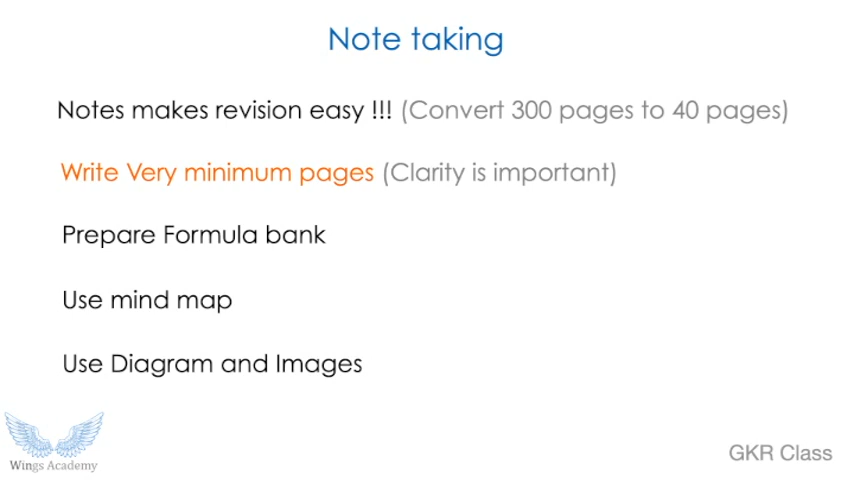 Note taking
Notes makes revision easy !!! (Convert 300 pages to 40 pages)
Write Very minimum pages (Clarity is important)
Prepare Formula bank
Use mind map
Use Diagram and Images
Wings Academy
GKR Class